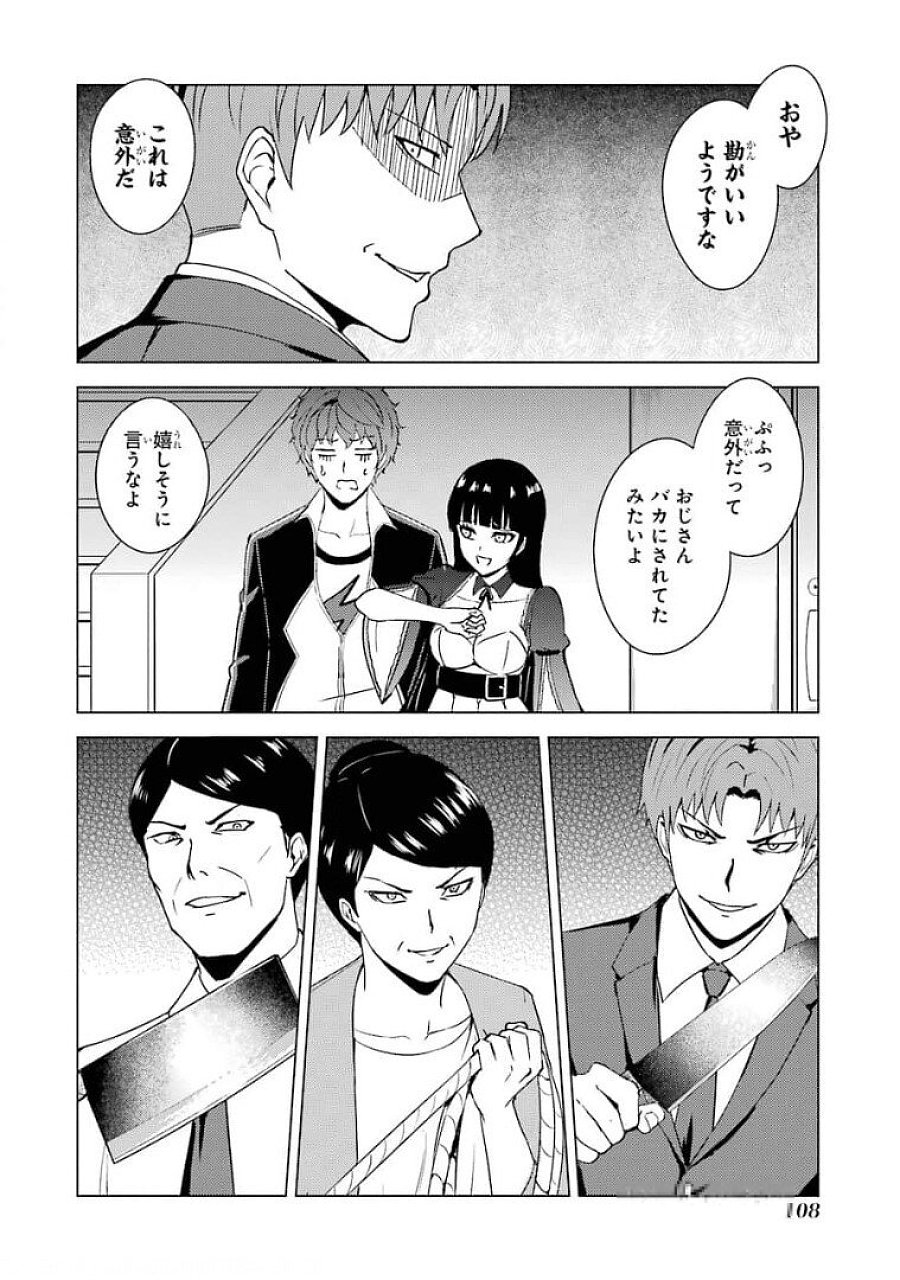 おや
勘がいい
ようですな
これは
意外だ
ぷふっ
意外だって
おじさん
バカにされてた
みたいよ
嬉しそうに
言うなよ
108